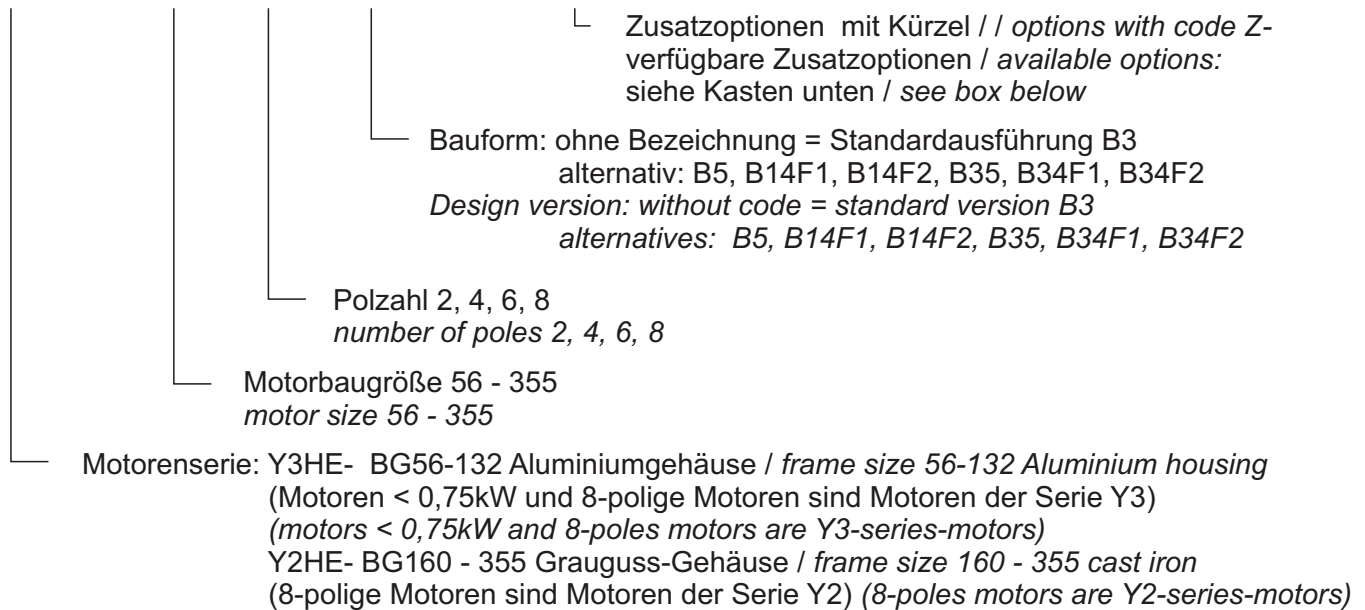 Zusatzoptionen mit Kürzel / / options with code Z-
verfügbare Zusatzoptionen / available options:
siehe Kasten unten / see box below
Bauform: ohne Bezeichnung = Standardausführung B3
alternativ: B5, B14F1, B14F2, B35, B34F1, B34F2
Design version: without code = standard version B3
alternatives: B5, B14F1, B14F2, B35, B34F1, B34F2
Polzahl 2, 4, 6, 8
number of poles 2, 4, 6, 8
Motorbaugröße 56 - 355
motor size 56 - 355
Motorenserie: Y3HE- BG56-132 Aluminiumgehäuse / frame size 56-132 Aluminium housing
(Motoren < 0,75kW und 8-polige Motoren sind Motoren der Serie Y3)
(motors < 0,75kW and 8-poles motors are Y3-series-motors)
Y2HE- BG160 - 355 Grauguss-Gehäuse / frame size 160 - 355 cast iron
(8-polige Motoren sind Motoren der Serie Y2) (8-poles motors are Y2-series-motors)